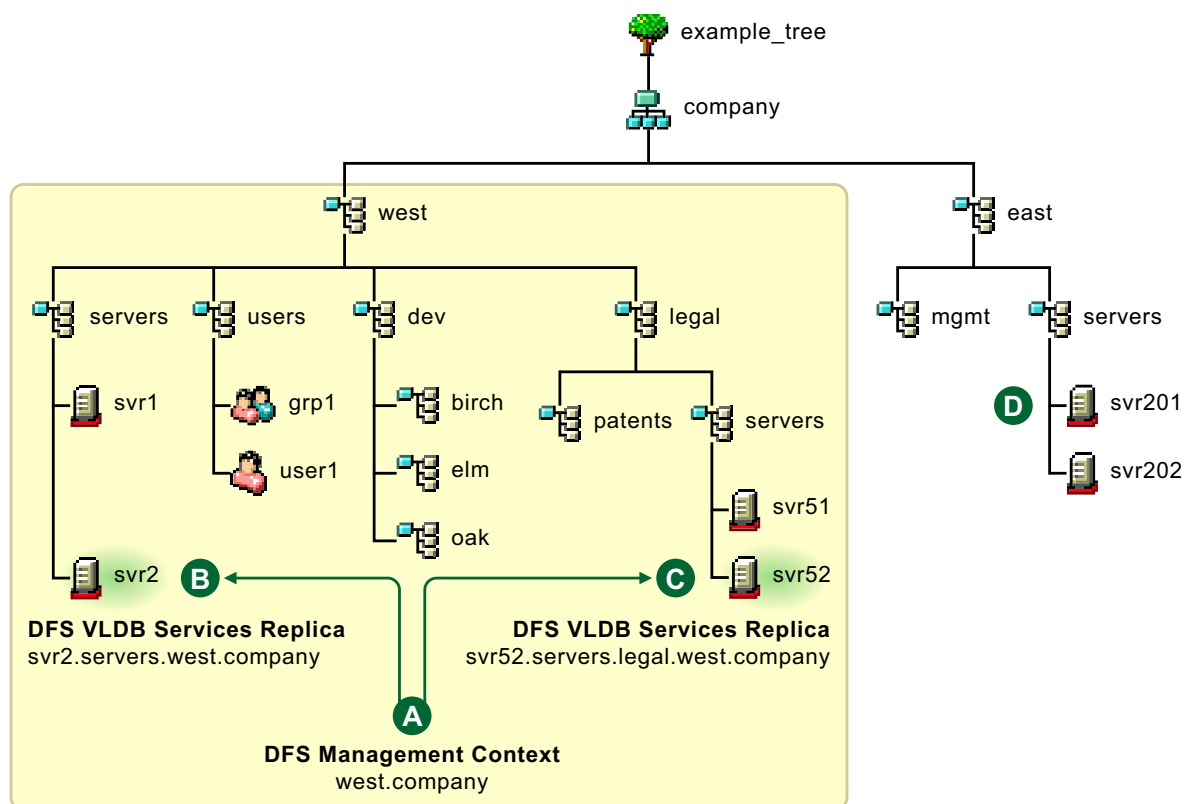 example_tree
company
west
east
servers
users
dev
legal
mgmt
servers
svr1
grp1
birch
patents
servers
D
svr201
user1
elm
svr202
svr51
oak
svr2
B
C
svr52
DFS VLDB Services Replica
svr2.servers.west.company
DFS VLDB Services Replica
svr52.servers.legal.west.company
A
DFS Management Context
west.company